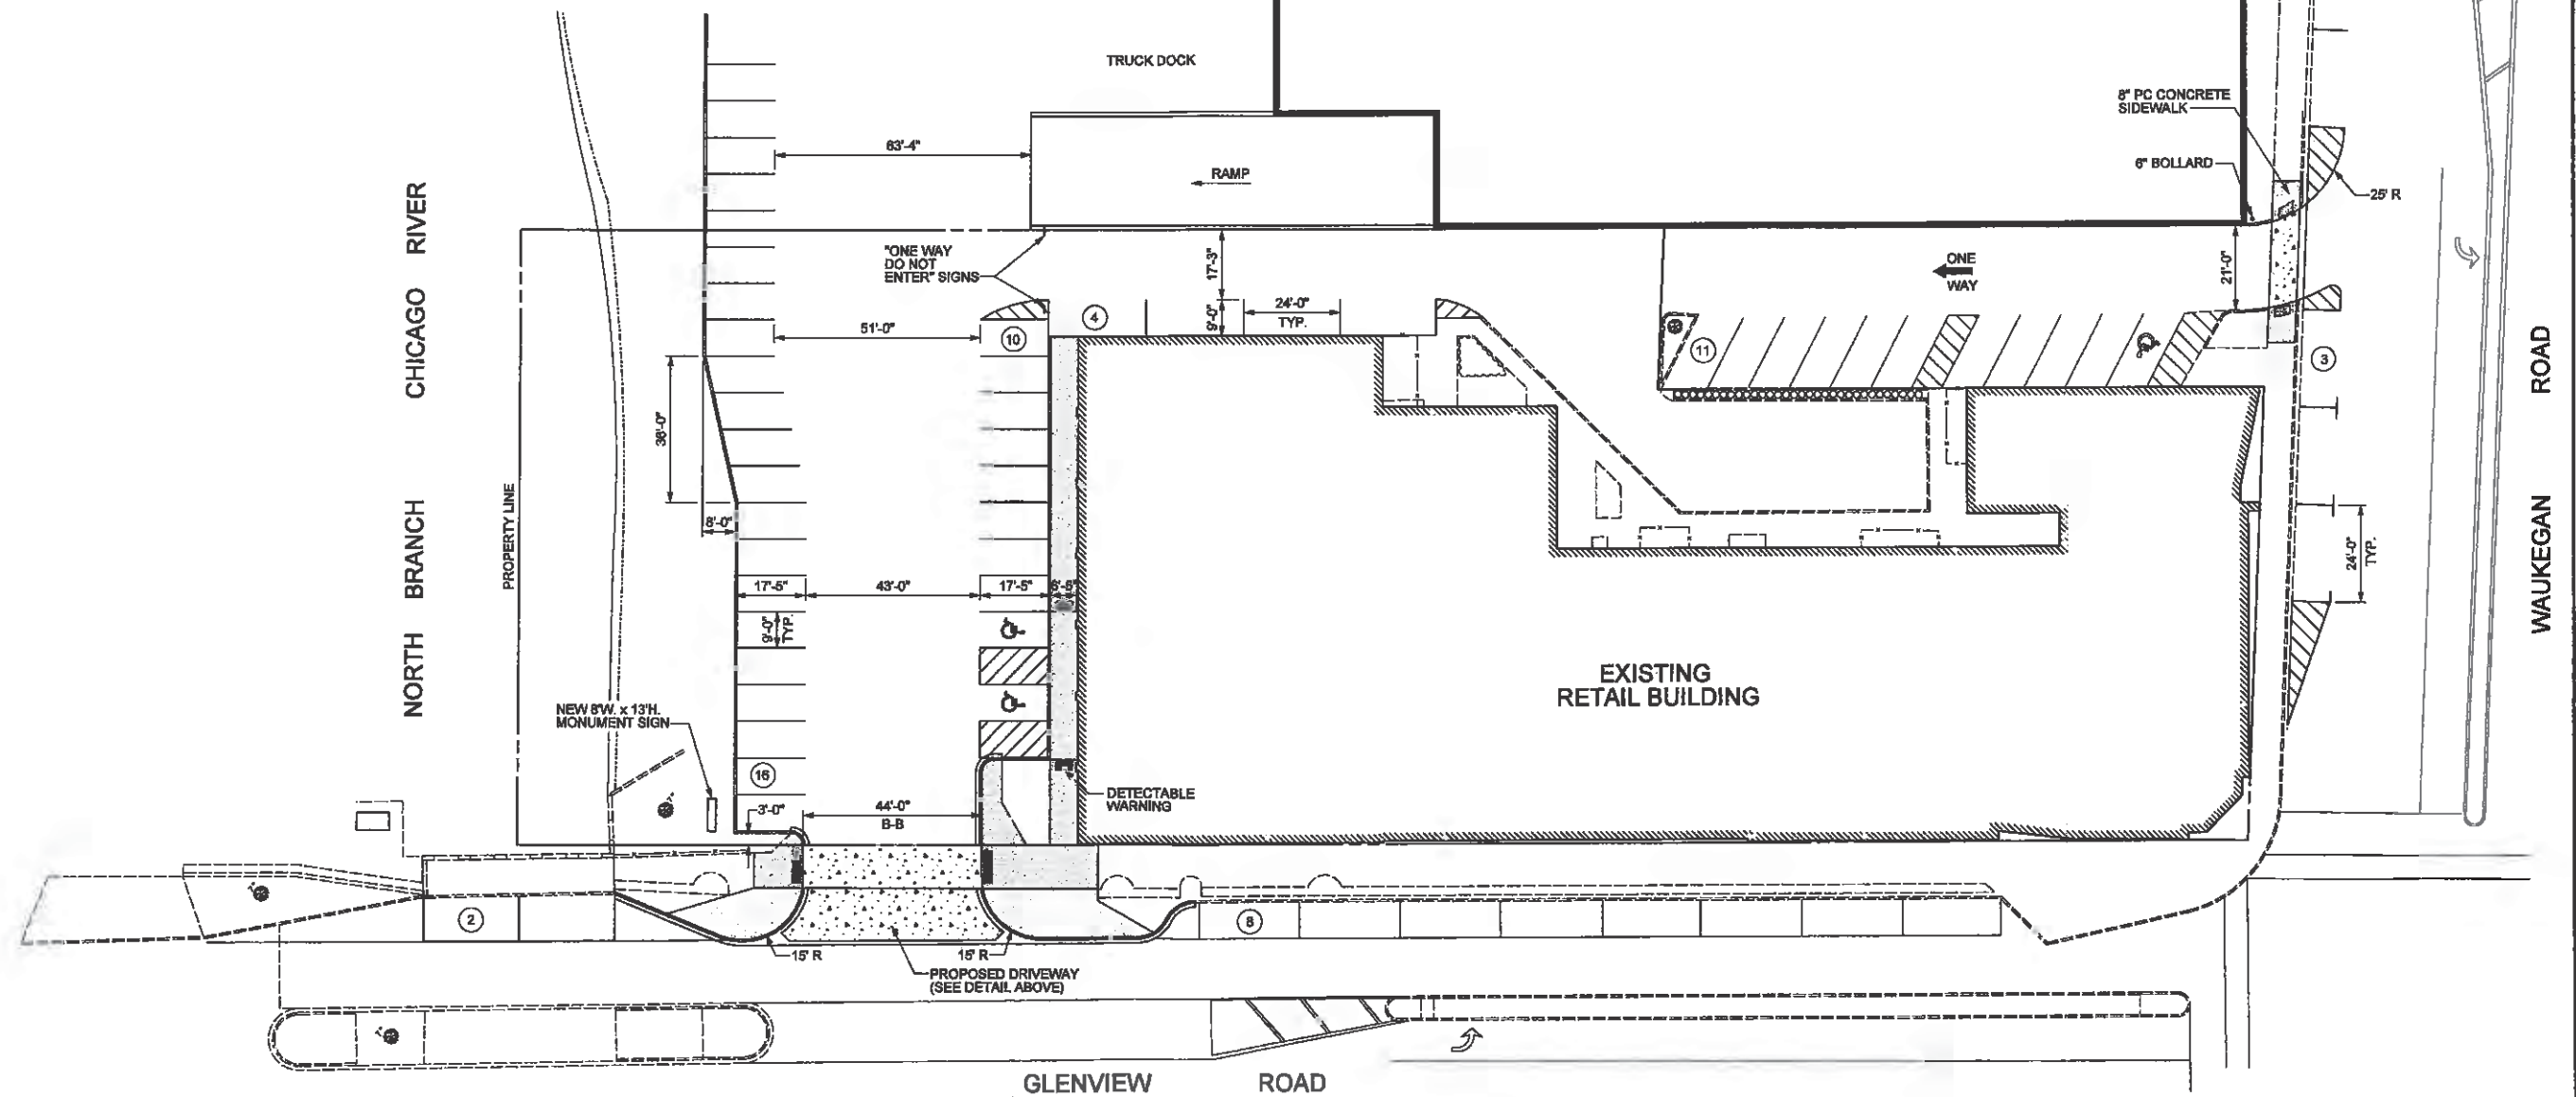 TRUCK DOCK
8" PC CONCRETE
SIDEWALK
63'-4"
6" BOLLARD
RAMP
25' R
NORTH BRANCH CHICAGO RIVER
"ONE WAY
DO NOT
ENTER" SIGNS
17'-3"
ONE
WAY
21'-0"
51'-0"
10
4
9'-0"
24'-0"
TYP.
11
3
WAUKEGAN ROAD
36'-0"
PROPERTY LINE
8'-0"
24'-0"
TYP.
17'-5"
43'-0"
17'-5"
6'-6"
9'-0"
TYP.
EXISTING
RETAIL BUILDING
NEW 8'W. x 13'H.
MONUMENT SIGN
16
3'-0"
44'-0"
B-B
DETECTABLE
WARNING
2
8
15' R
15' R
PROPOSED DRIVEWAY
(SEE DETAIL ABOVE)
GLENVIEW ROAD